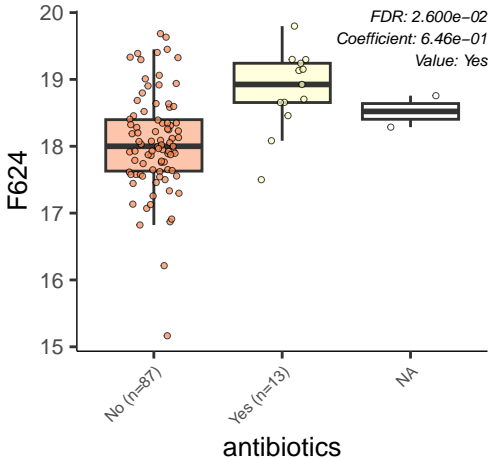 FDR: 2.600e−02
Coefficient: 6.46e−01
Value: Yes
20
19
18
17
16
15
F624
No (n=87)
Yes (n=13)
NA
antibiotics